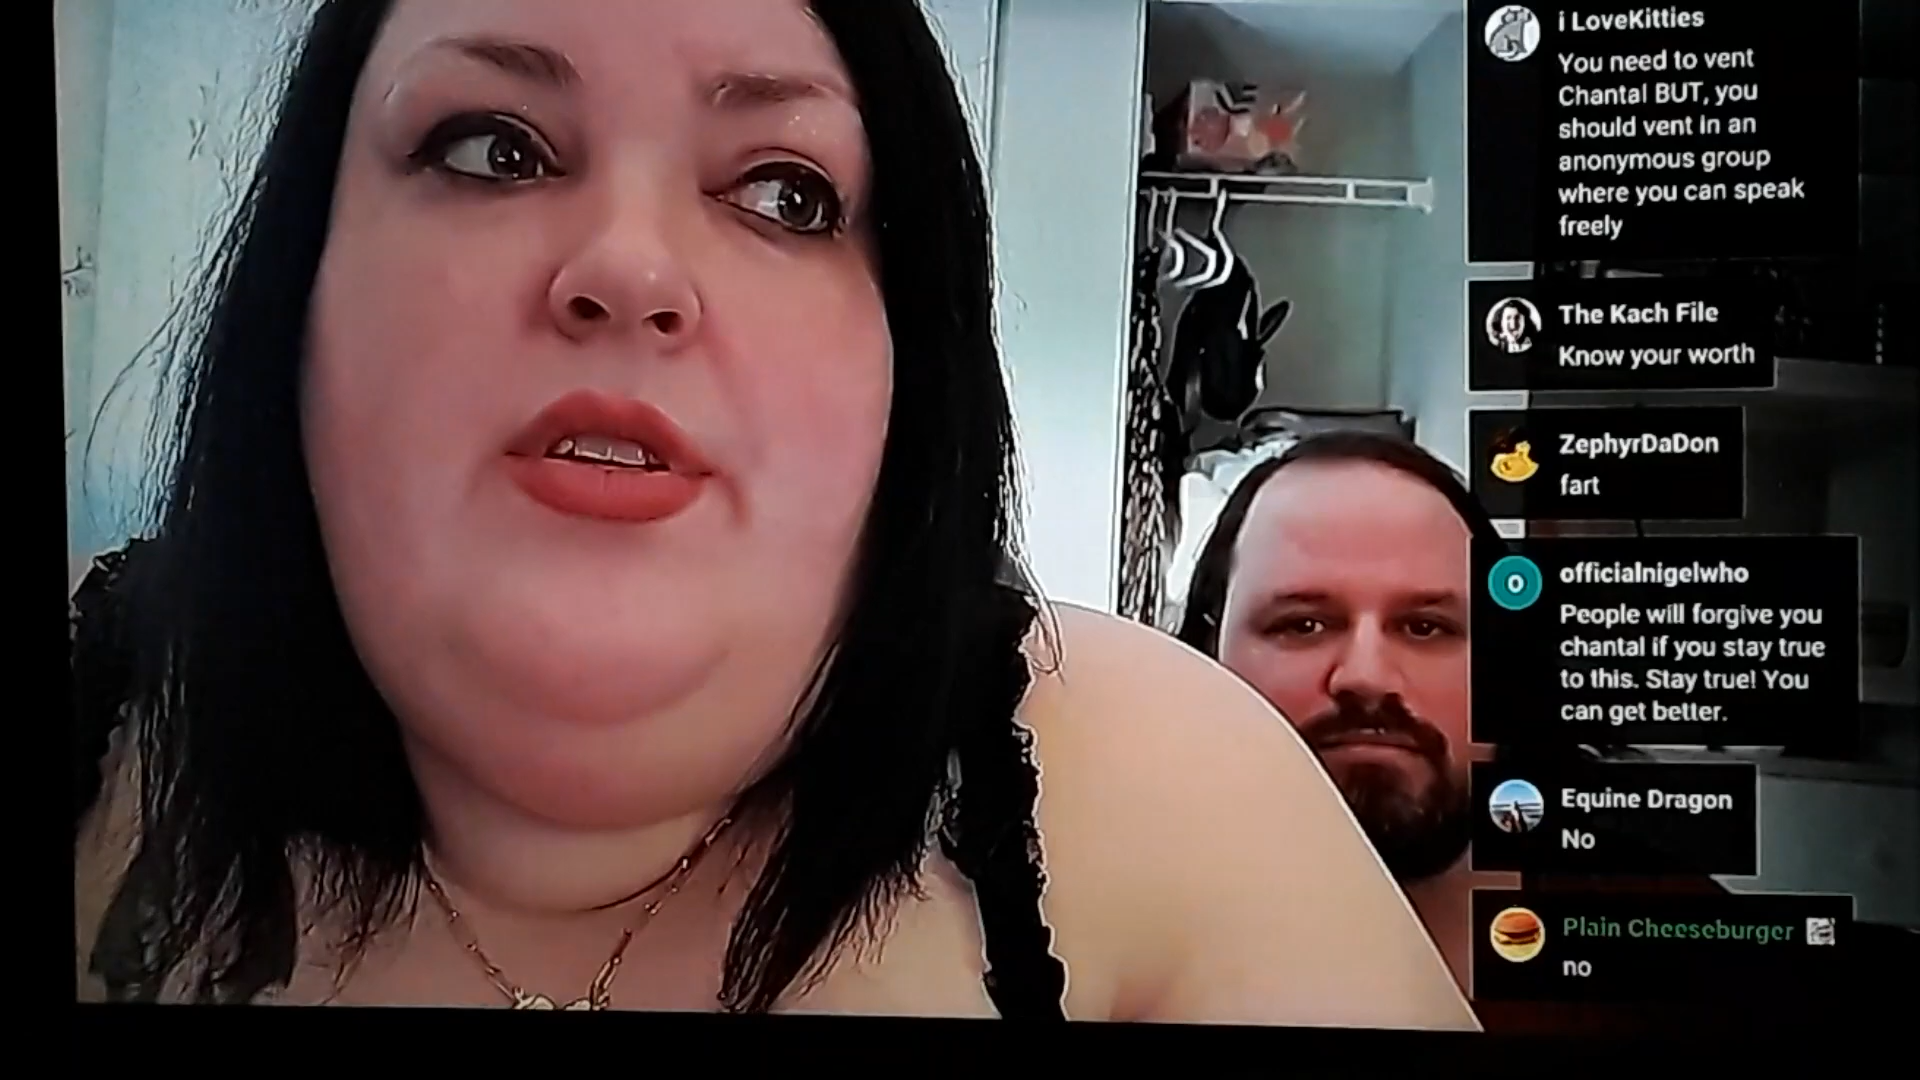 i LoveKitties
You need to vent
Chantal BUT, you
should vent in an
anonymous group
where you can speak
freely
The Kach File
Know your worth
ZephyrDaDon
fart
o
officialnigelwho
People will forgive you
chantal if you stay true
to this. Stay true! You
can get better.
Equine Dragon
No
Plain Cheeseburger
no